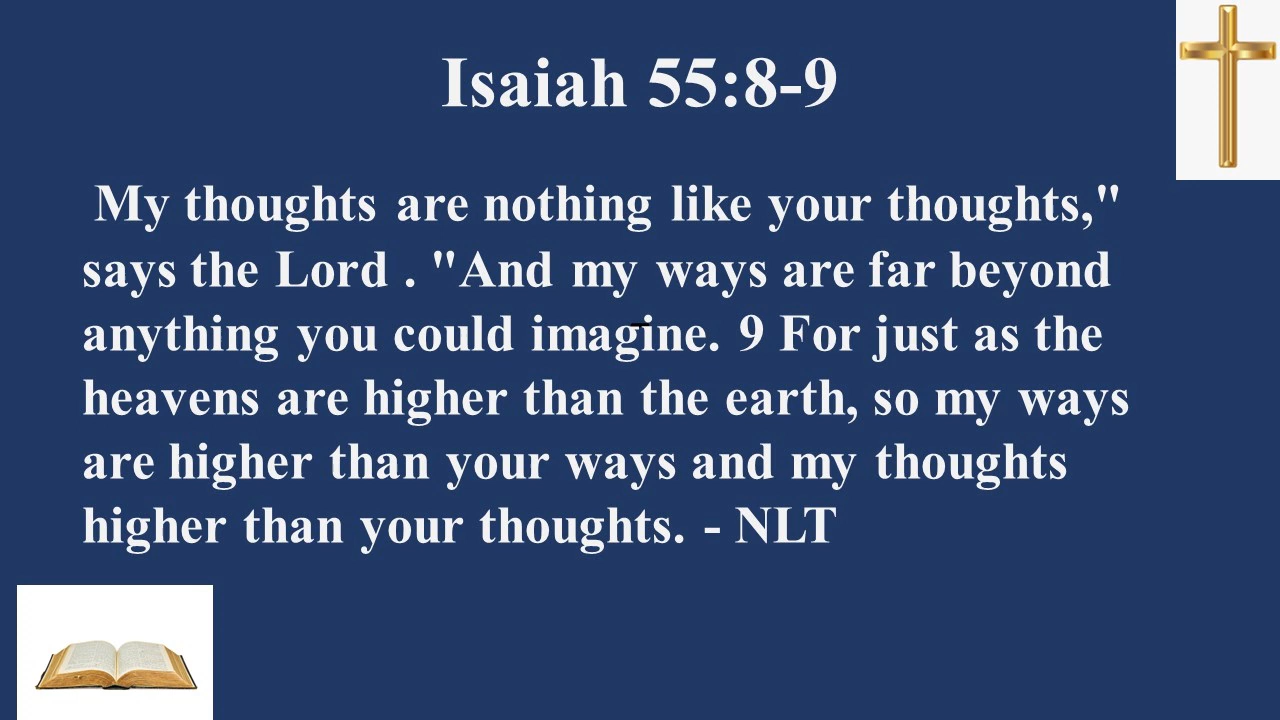 Isaiah 55:8-9
My thoughts are nothing like your thoughts,"
says the Lord . "And my ways are far beyond
anything you could imagine. 9 For just as the
heavens are higher than the earth, so my ways
are higher than your ways and my thoughts
higher than your thoughts. - NLT